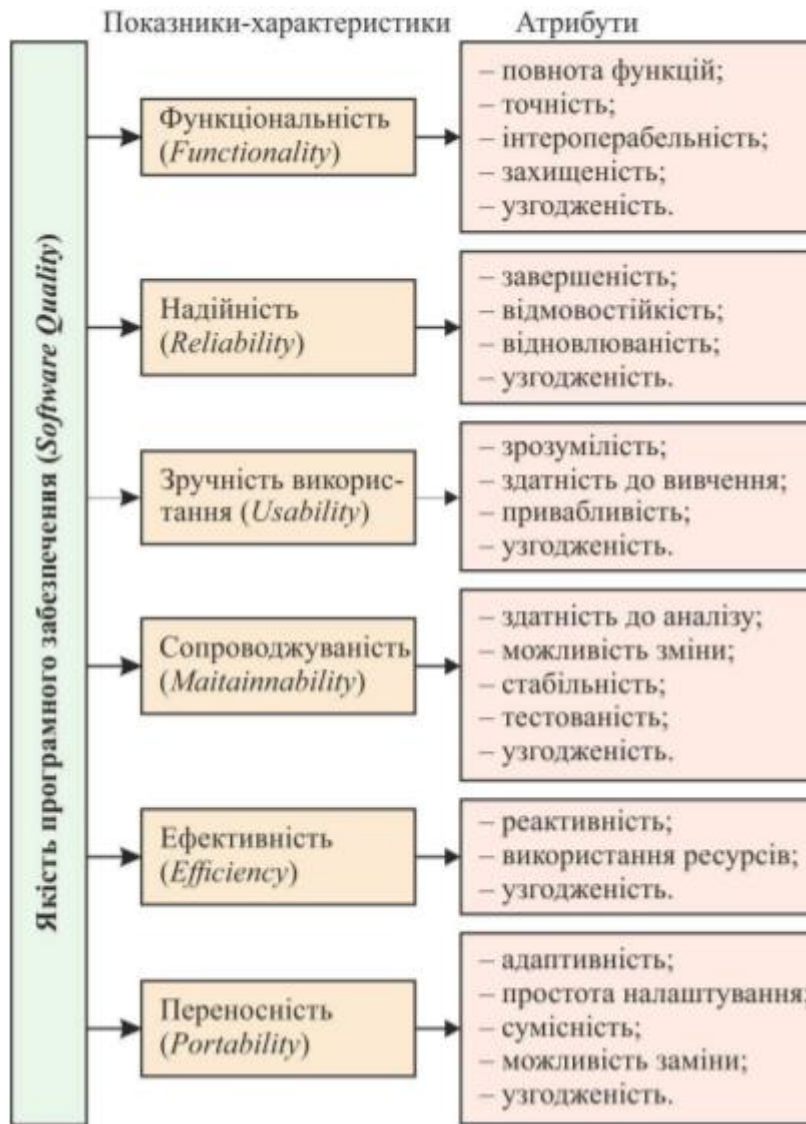 Показники-характеристики
Атрибути
Якість програмного забезпечення (Software Quality)
Функціональність
(Functionality)
– повнота функцій;
– точність;
– інтероперабельність;
– захищеність;
– узгодженість.
Надійність
(Reliability)
– завершеність;
– відмовостійкість;
– відновлюваність;
– узгодженість.
Зручність викорис-
тання (Usability)
– зрозумілість;
– здатність до вивчення;
– привабливість;
– узгодженість.
Сопроводжуваність
(Maitainnability)
– здатність до аналізу;
– можливість зміни;
– стабільність;
– тестованість;
– узгодженість.
Ефективність
(Efficiency)
– реактивність;
– використання ресурсів;
– узгодженість.
Переносність
(Portability)
– адаптивність;
– простота налаштування;
– сумісність;
– можливість заміни;
– узгодженість.